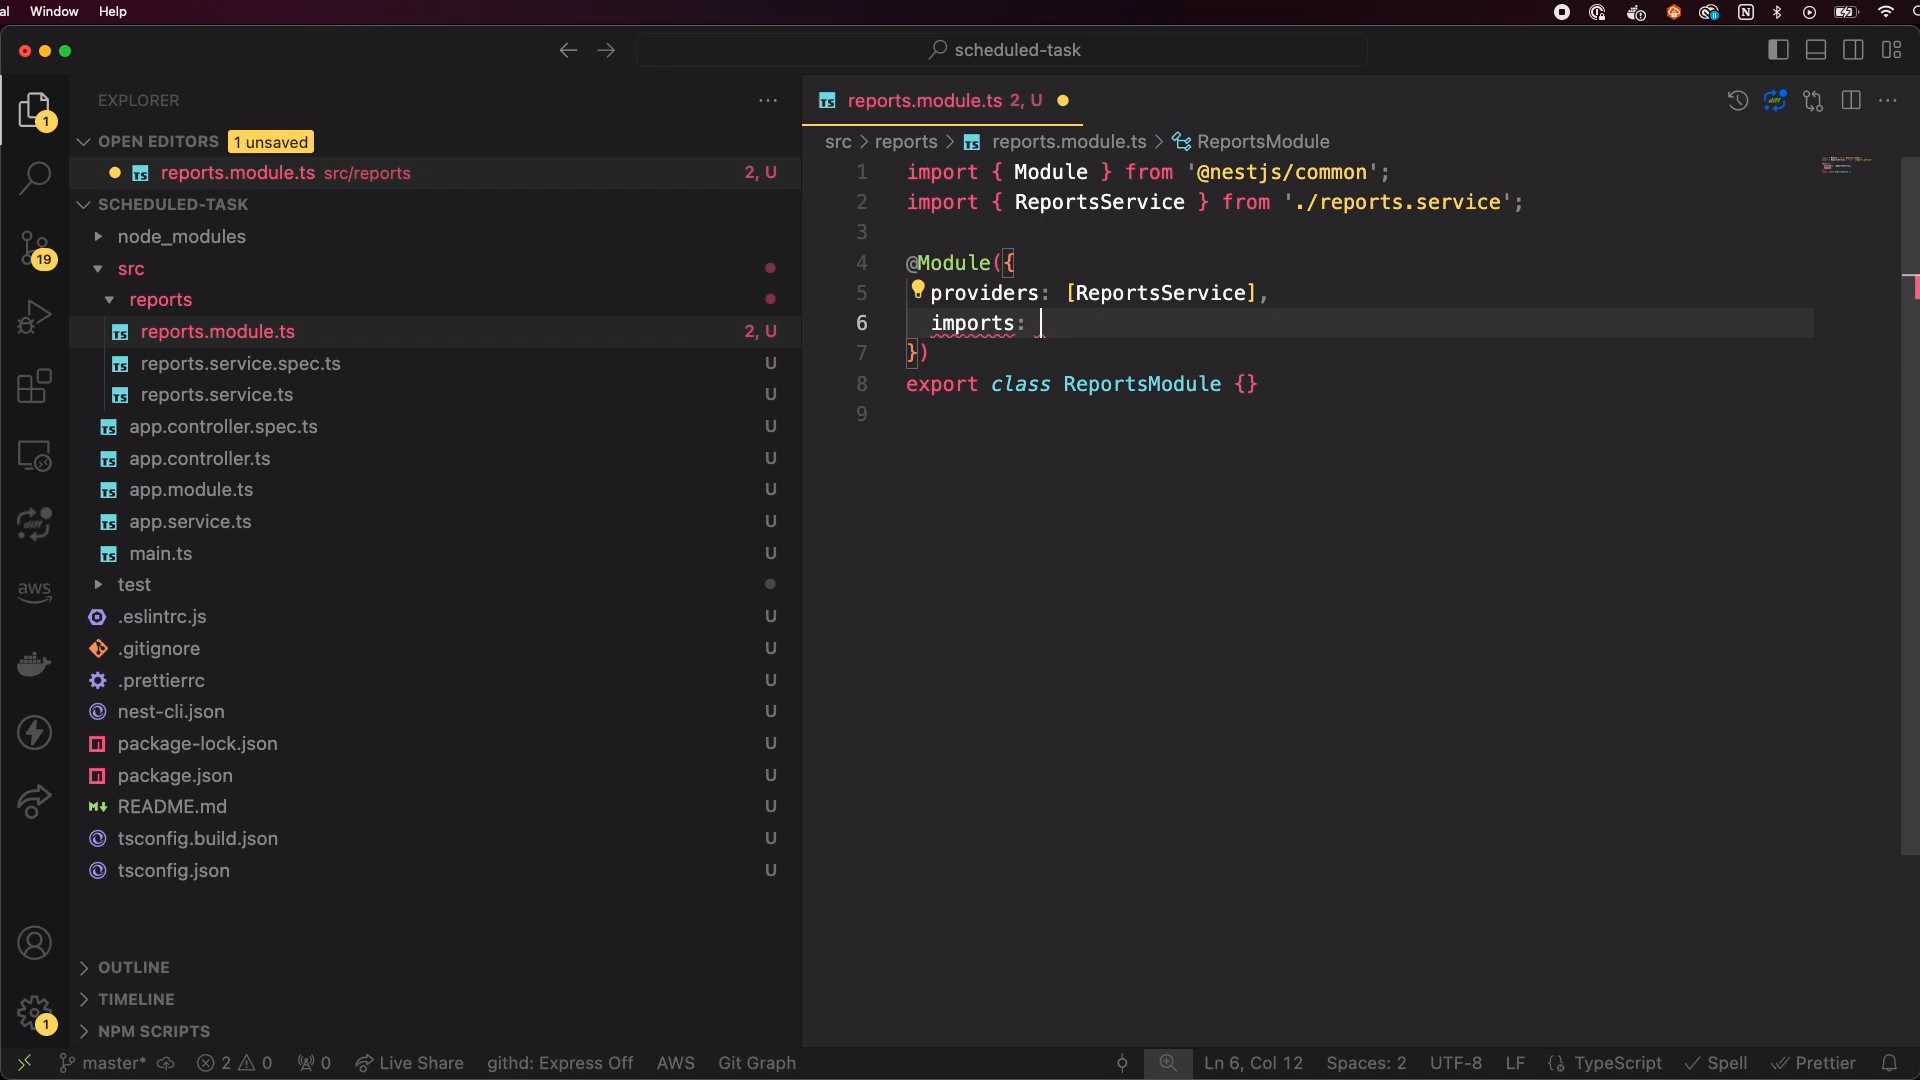 al Window Help
scheduled-task
EXPLORER
OPEN EDITORS 1 unsaved
reports.module.ts src/reports 2, U
SCHEDULED-TASK
node_modules
src
reports
reports.module.ts 2, U
reports.service.spec.ts U
reports.service.ts U
app.controller.spec.ts U
app.controller.ts U
app.module.ts U
app.service.ts U
main.ts U
test
.eslintrc.js U
.gitignore U
.prettierrc U
nest-cli.json U
package-lock.json U
package.json U
README.md U
tsconfig.build.json U
tsconfig.json U
OUTLINE
TIMELINE
NPM SCRIPTS
1
19
diff
aws
1
reports.module.ts 2, U
src > reports > reports.module.ts > ReportsModule
1 import { Module } from '@nestjs/common';
2 import { ReportsService } from './reports.service';
3
4 @Module({
5 providers: [ReportsService],
6 imports:
7 })
8 export class ReportsModule {}
9
master* 2 0 0 Live Share githd: Express Off AWS Git Graph Ln 6, Col 12 Spaces: 2 UTF-8 LF {} TypeScript Spell Prettier